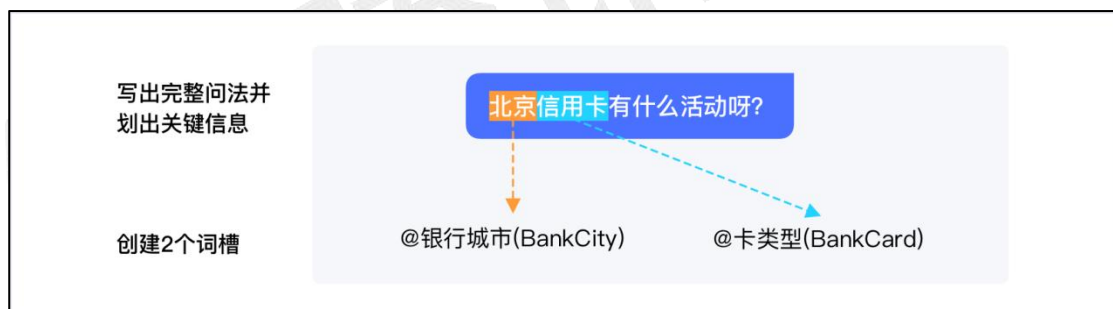 写出完整问法并
划出关键信息
北京信用卡有什么活动呀?
创建2个词槽
@银行城市(BankCity)
@卡类型(BankCard)